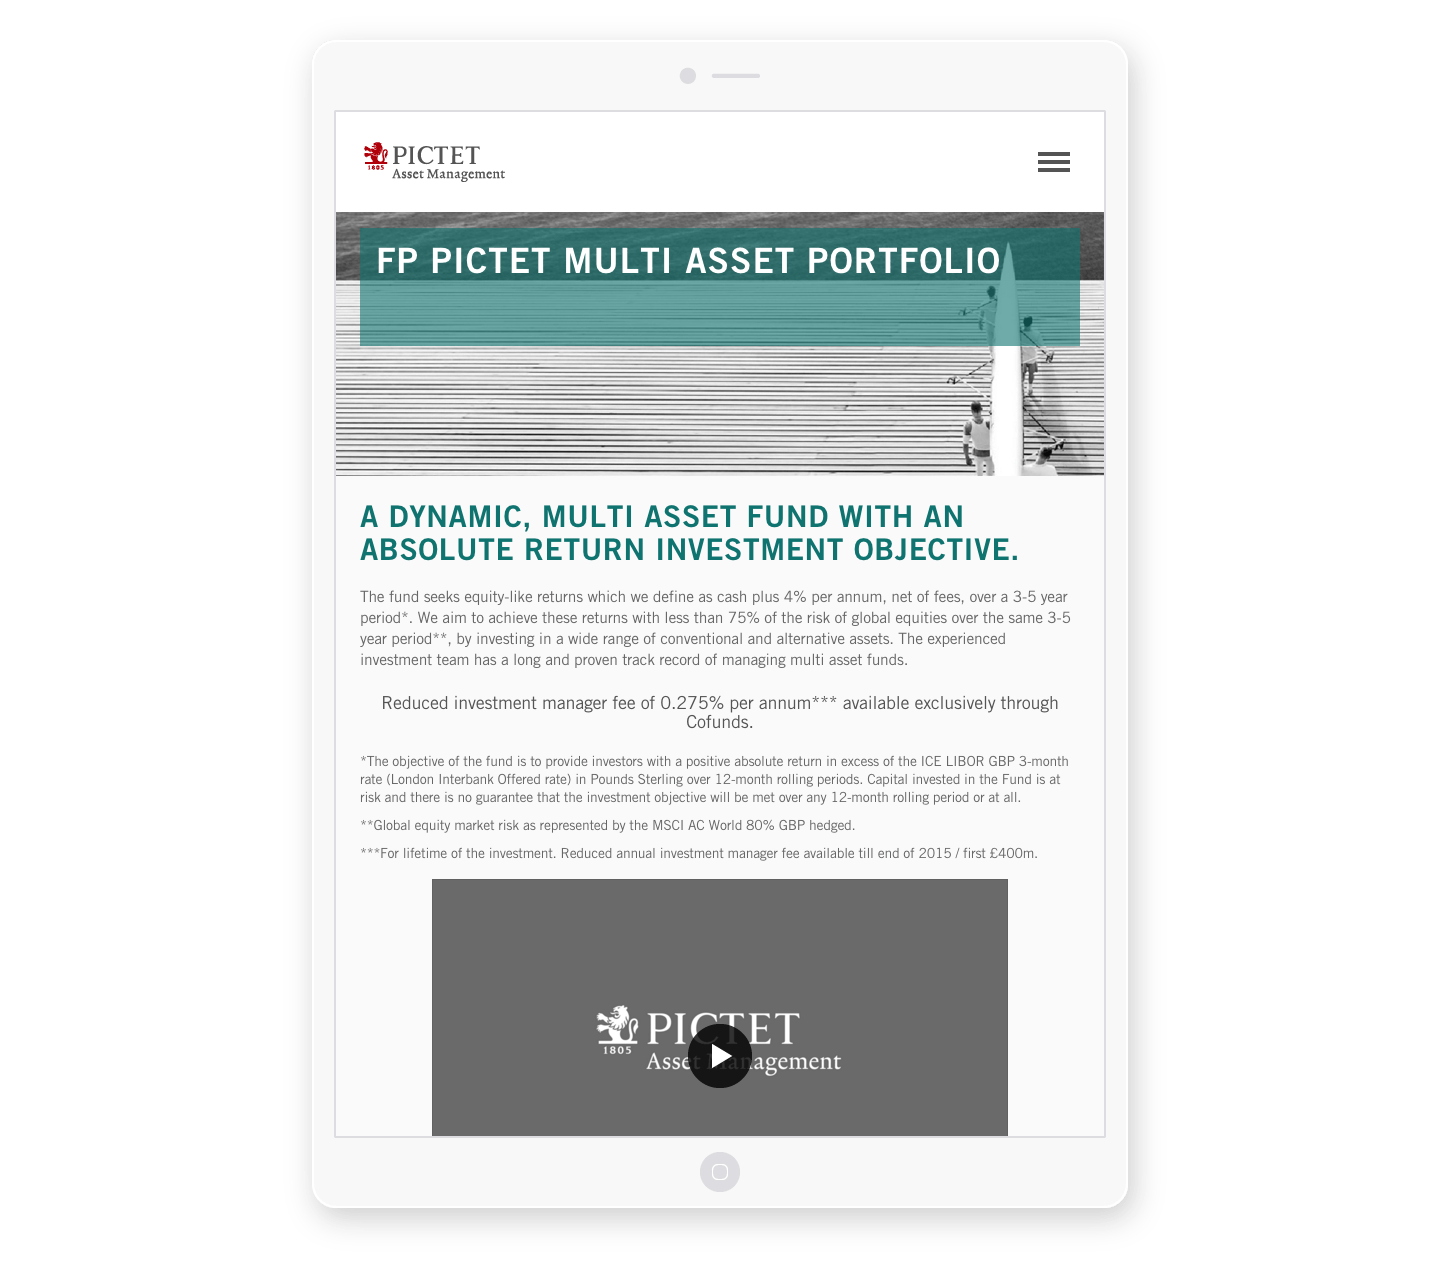 1805
PICTET
Asset Management
FP PICTET MULTI ASSET PORTFOLIO
A DYNAMIC, MULTI ASSET FUND WITH AN
ABSOLUTE RETURN INVESTMENT OBJECTIVE.
The fund seeks equity-like returns which we define as cash plus 4% per annum, net of fees, over a 3-5 year
period*. We aim to achieve these returns with less than 75% of the risk of global equities over the same 3-5
year period**, by investing in a wide range of conventional and alternative assets. The experienced
investment team has a long and proven track record of managing multi asset funds.
Reduced investment manager fee of 0.275% per annum*** available exclusively through
Cofunds.
*The objective of the fund is to provide investors with a positive absolute return in excess of the ICE LIBOR GBP 3-month
rate (London Interbank Offered rate) in Pounds Sterling over 12-month rolling periods. Capital invested in the Fund is at
risk and there is no guarantee that the investment objective will be met over any 12-month rolling period or at all.
**Global equity market risk as represented by the MSCI AC World 80% GBP hedged.
***For lifetime of the investment. Reduced annual investment manager fee available till end of 2015 / first £400m.
PICTET
1805
Asset Management